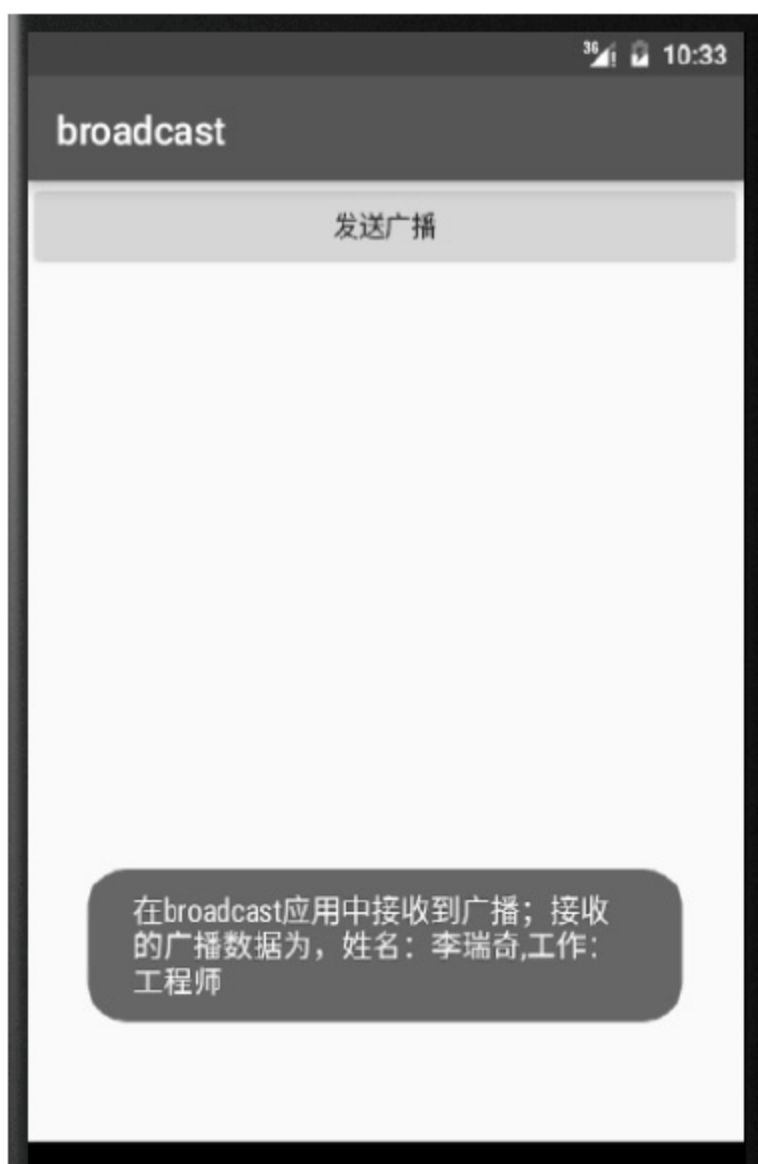 3G 10:33
broadcast
发送广播
在broadcast应用中接收到广播；接收
的广播数据为，姓名：李瑞奇,工作：
工程师